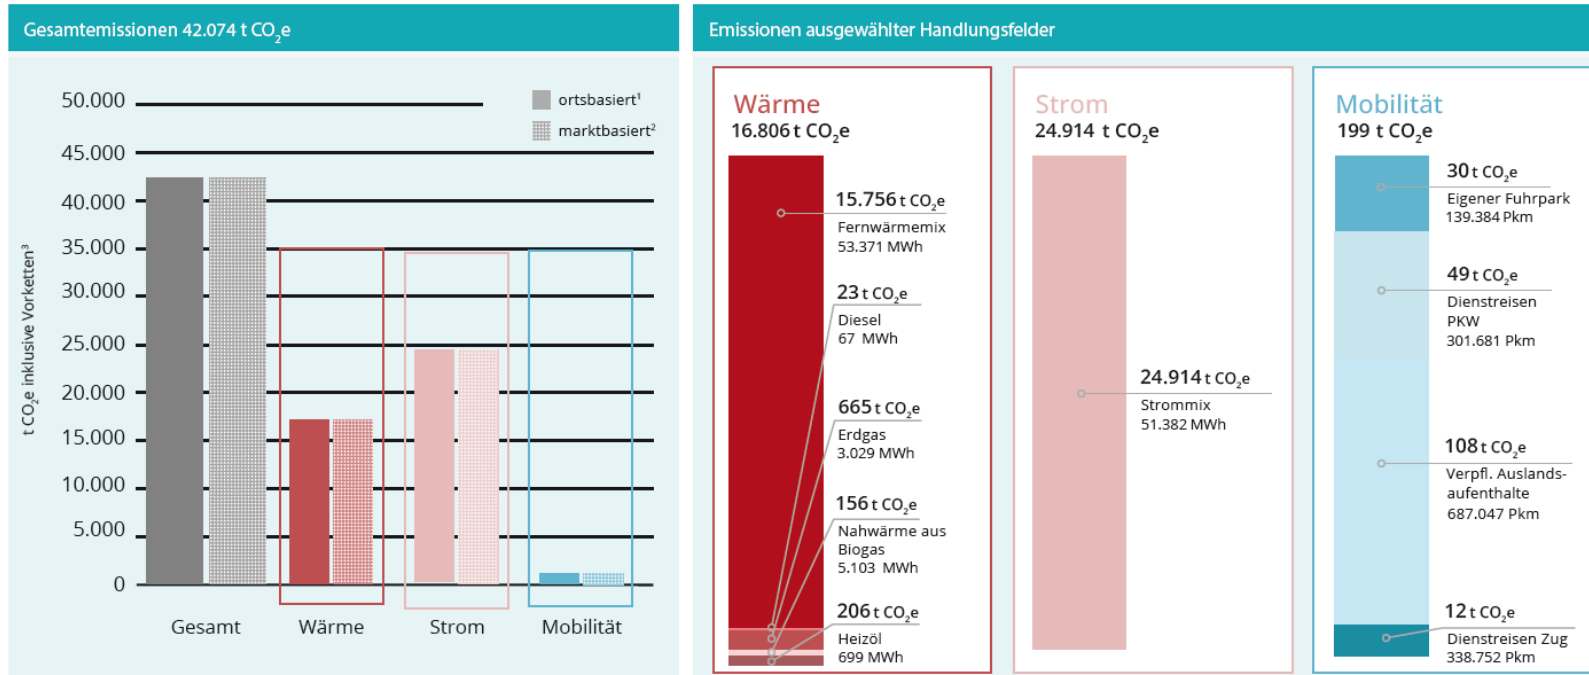 Gesamtemissionen 42.074 t CO₂e
50.000
45.000
40.000
35.000
30.000
25.000
20.000
15.000
10.000
5.000
0
t CO₂e inklusive Vorketten³
ortsbasiert¹
marktbasiert²
Gesamt
Wärme
Strom
Mobilität
Emissionen ausgewählter Handlungsfelder
Wärme
16.806 t CO₂e
15.756 t CO₂e
Fernwärmemix
53.371 MWh
23 t CO₂e
Diesel
67 MWh
665 t CO₂e
Erdgas
3.029 MWh
156 t CO₂e
Nahwärme aus
Biogas
5.103 MWh
206 t CO₂e
Heizöl
699 MWh
Strom
24.914 t CO₂e
24.914 t CO₂e
Strommix
51.382 MWh
Mobilität
199 t CO₂e
30 t CO₂e
Eigener Fuhrpark
139.384 Pkm
49 t CO₂e
Dienstreisen
PKW
301.681 Pkm
108 t CO₂e
Verpfl. Auslands-
aufenthalte
687.047 Pkm
12 t CO₂e
Dienstreisen Zug
338.752 Pkm